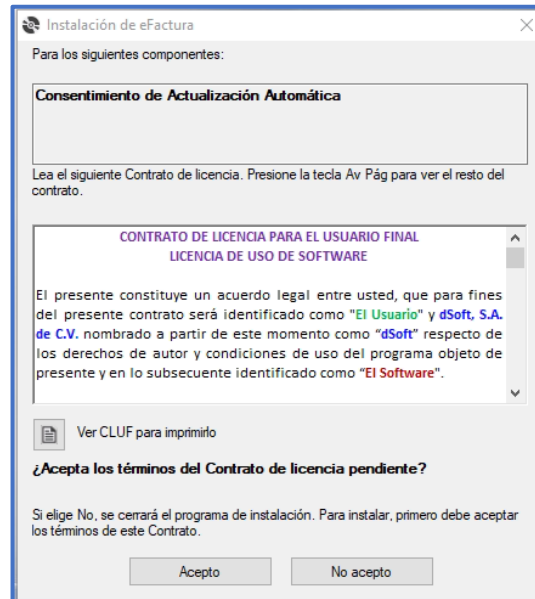 Instalación de eFactura
Para los siguientes componentes:
Consentimiento de Actualización Automática
Lea el siguiente Contrato de licencia. Presione la tecla Av Pág para ver el resto del
contrato.
CONTRATO DE LICENCIA PARA EL USUARIO FINAL
LICENCIA DE USO DE SOFTWARE
El presente constituye un acuerdo legal entre usted, que para fines
del presente contrato será identificado como "El Usuario" y dSoft, S.A.
de C.V. nombrado a partir de este momento como “dSoft” respecto de
los derechos de autor y condiciones de uso del programa objeto de
presente y en lo subsecuente identificado como “El Software”.
Ver CLUF para imprimirlo
¿Acepta los términos del Contrato de licencia pendiente?
Si elige No, se cerrará el programa de instalación. Para instalar, primero debe aceptar
los términos de este Contrato.
Acepto
No acepto